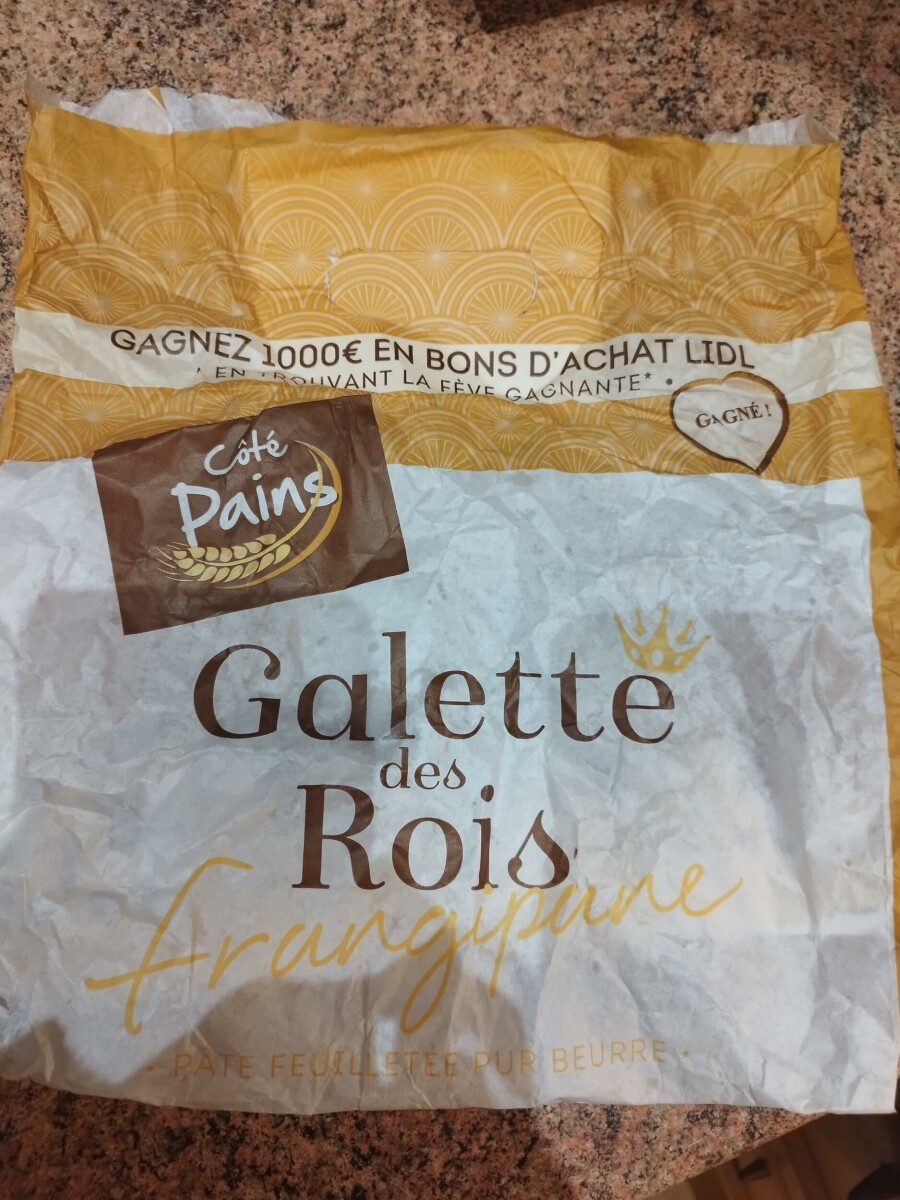 GAGNEZ 1000€ EN BONS D'ACHAT LIDL
EN TROUVANT LA FÈVE GAGNANTE* •
GAGNÉ !
Côté
Pains
Galette
des
Rois
frangipane
• PÂTE FEUILLETÉE PUR BEURRE •